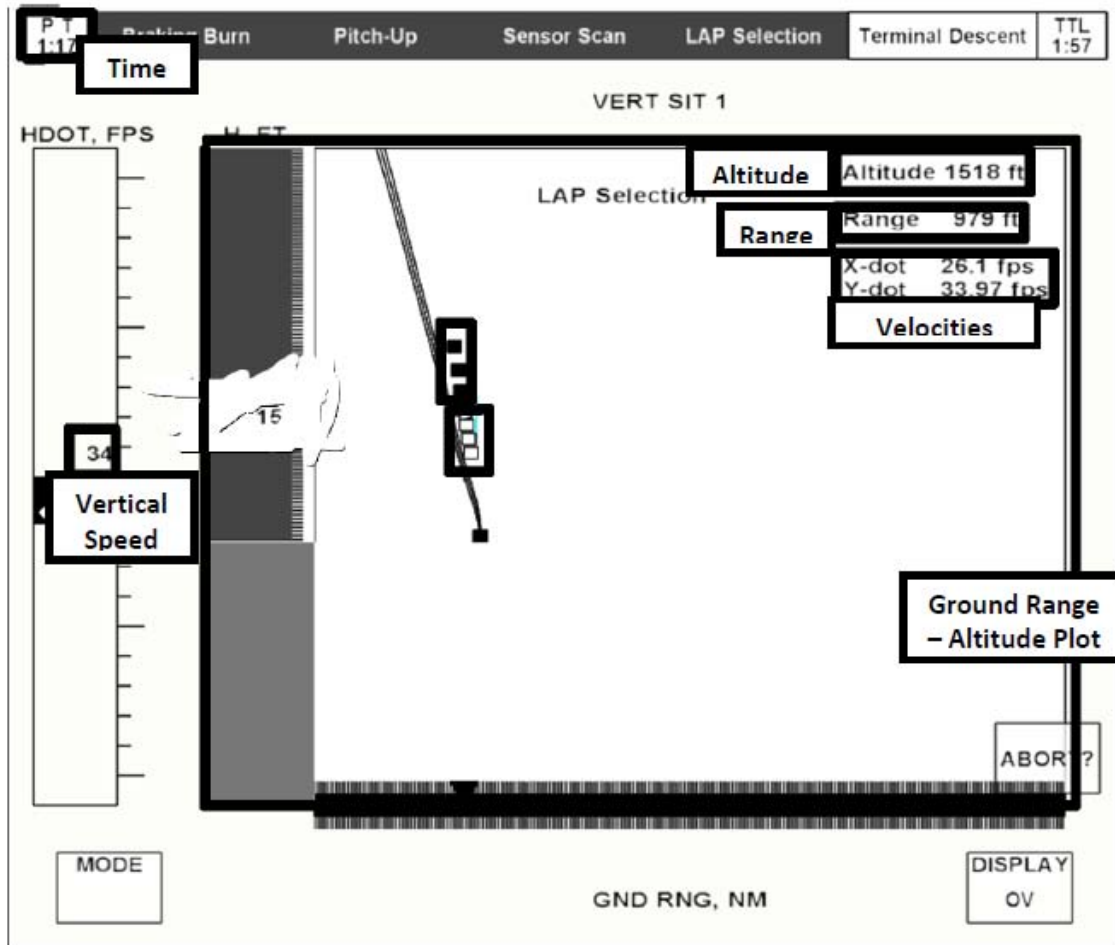 P T
1:17
Braking Burn
Pitch-Up
Sensor Scan
LAP Selection
Terminal Descent
TTL
1:57
Time
VERT SIT 1
HDOT, FPS
H, FT
Altitude
Altitude 1518 ft
LAP Selection
Range
Range 979 ft
X-dot 26.1 fps
Y-dot 33.97 fps
Velocities
15
34
Vertical
Speed
Ground Range
– Altitude Plot
ABORT?
MODE
GND RNG, NM
DISPLAY
OV